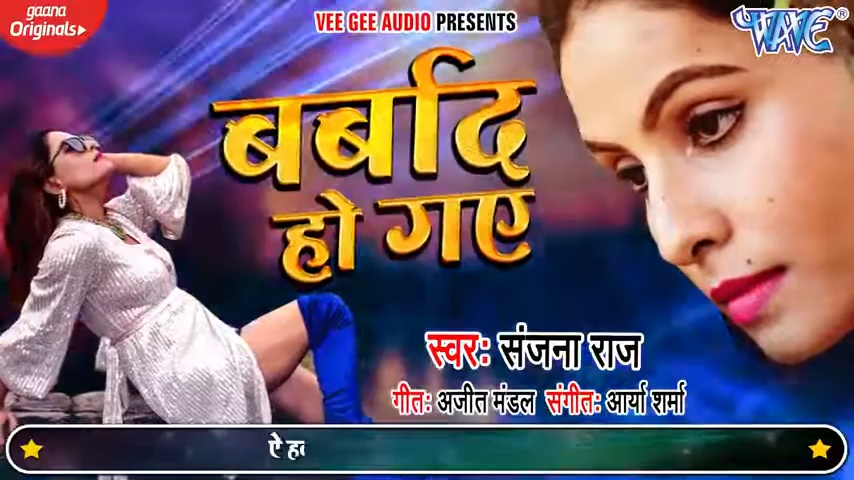 gaana
Originals
VEE GEE AUDIO PRESENTS
WAVE®
बर्बाद
हो गए
स्वरः संजना राज
गीतः अजीत मंडल संगीतः आर्या शर्मा
ऐ